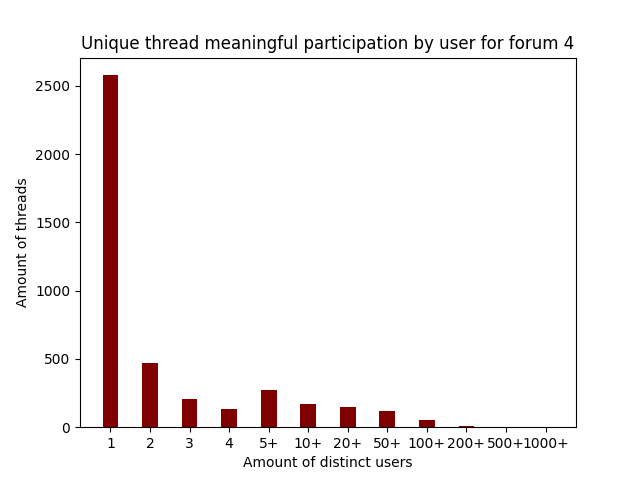 Unique thread meaningful participation by user for forum 4
Amount of threads
2500
2000
1500
1000
500
0
1 2 3 4 5+ 10+ 20+ 50+ 100+ 200+ 500+ 1000+
Amount of distinct users